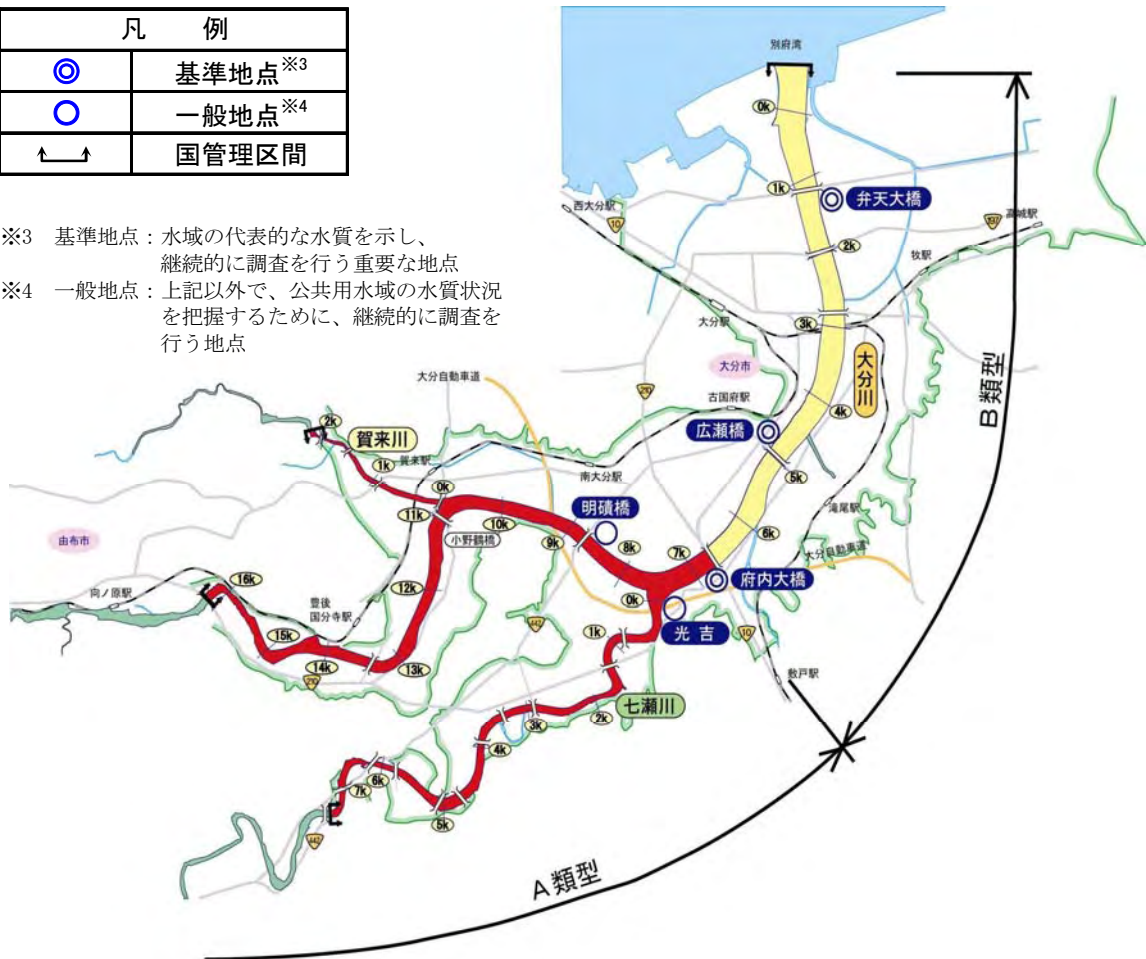 凡 例
◎ 基準地点※3
○ 一般地点※4
国管理区間
※3 基準地点：水域の代表的な水質を示し、
継続的に調査を行う重要な地点
※4 一般地点：上記以外で、公共用水域の水質状況
を把握するために、継続的に調査を
行う地点
別府湾
0k
1k
弁天大橋
西大分駅
10
197
高城駅
2k
牧駅
大分駅
3k
大分市
大分川
大分自動車道
210
古国府駅
4k
B類型
2k
賀来川
広瀬橋
1k
賀来駅
南大分駅
5k
0k
11k
明磧橋
滝尾駅
10k
6k
小野鶴橋
9k
8k
7k
大分自動車道
由布市
府内大橋
16k
12k
0k
向ノ原駅
豊後
国分寺駅
442
光吉
10
15k
1k
14k
13k
210
敷戸駅
七瀬川
2k
3k
4k
6k
7k
5k
442
A類型